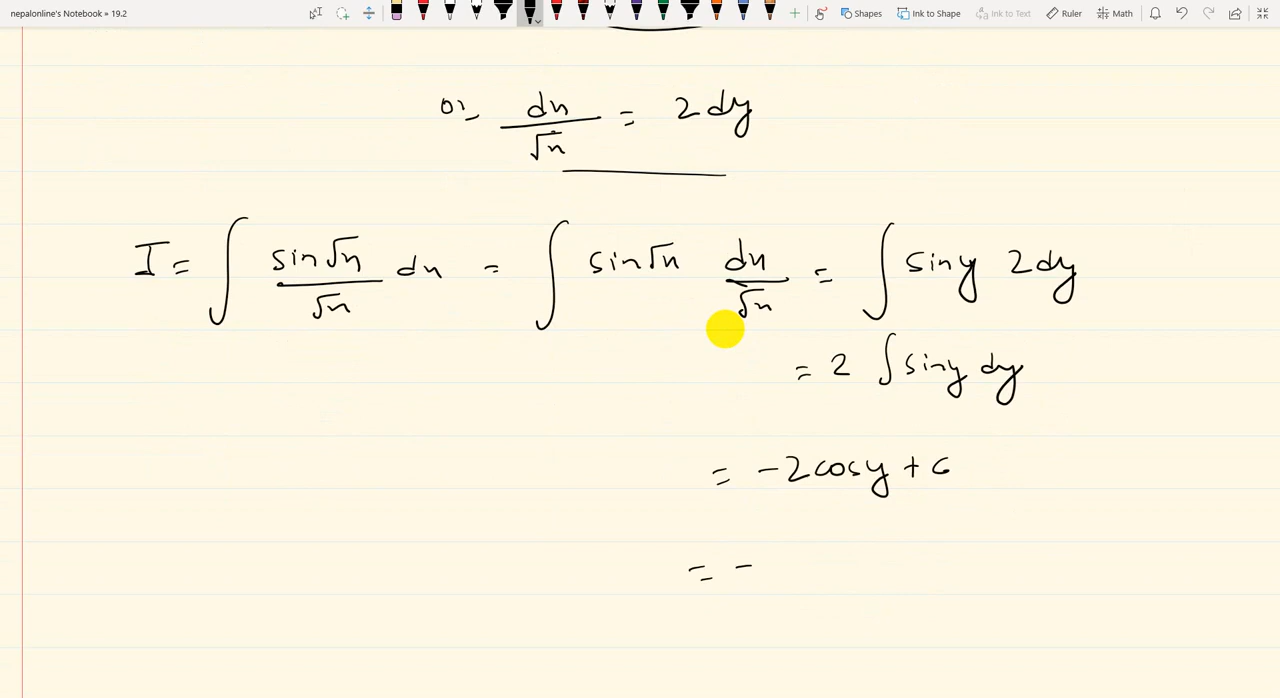 nepalonline's Notebook » 19.2 Shapes Ink to Shape Ink to Text Ruler Math
or dx/√x = 2dy
I = ∫ sin√x/√x dx = ∫ sin√x dx/√x = ∫ siny 2dy
= 2 ∫ siny dy
= -2cosy + c
= -